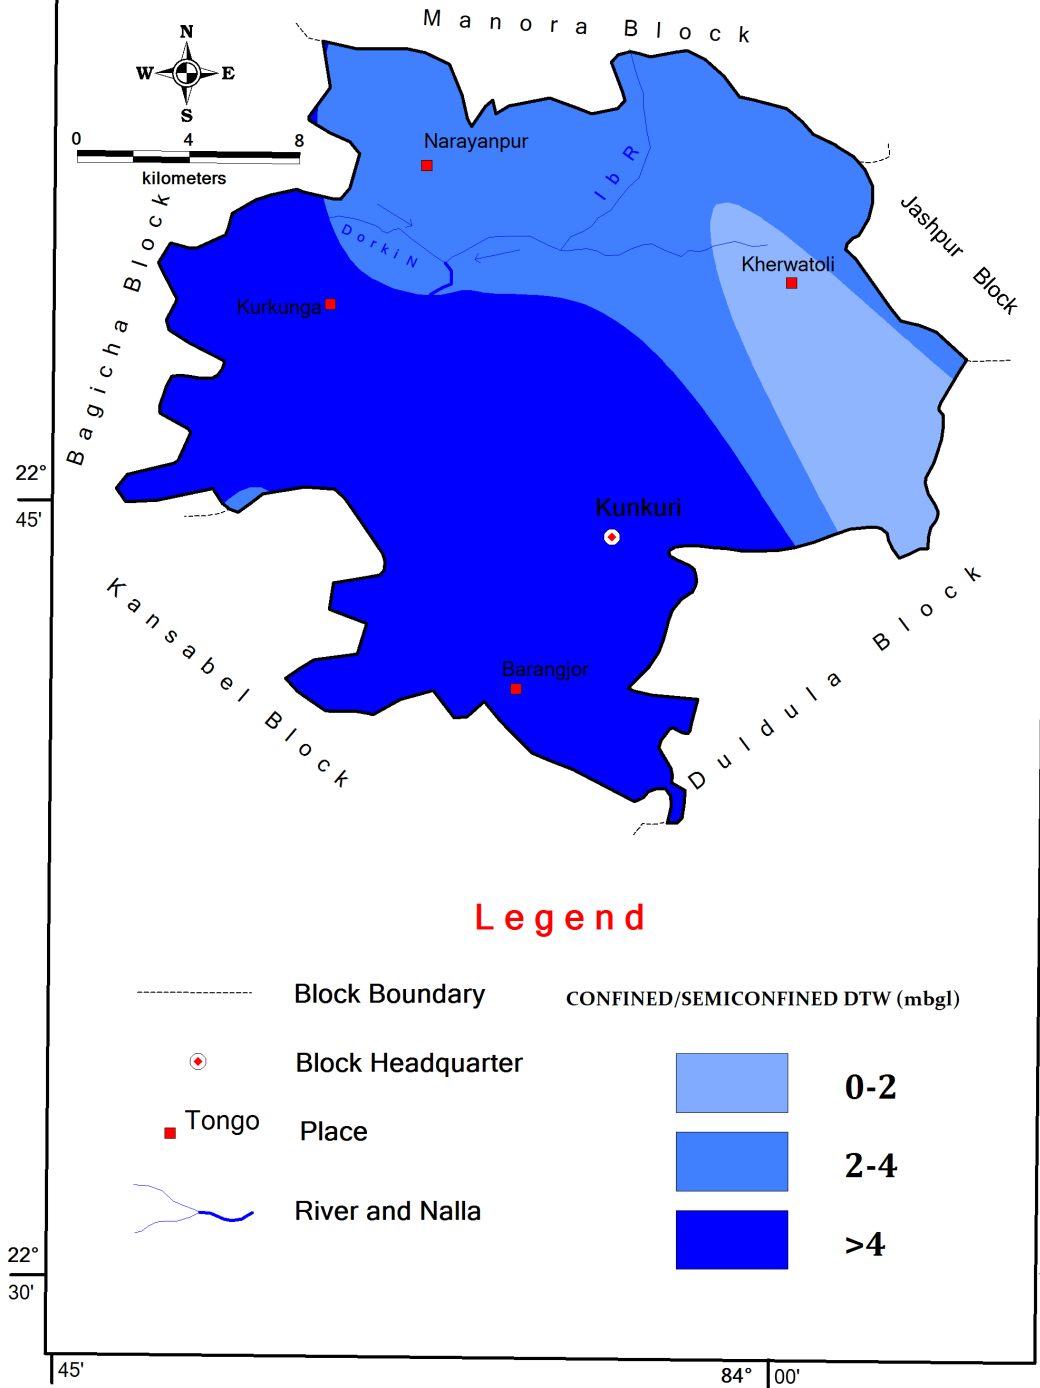 Manora Block
N
W E
S
0 4 8
kilometers
Narayanpur
Ib R
Jashpur Block
Dorki N
Kherwatoli
Kurkunga
Bagicha Block
22°
45'
Kunkuri
Kansabel Block
Barangjor
Duldula Block
Legend
Block Boundary
CONFINED/SEMICONFINED DTW (mbgl)
Block Headquarter
0-2
Tongo
Place
2-4
River and Nalla
>4
22°
30'
45'
84° 00'